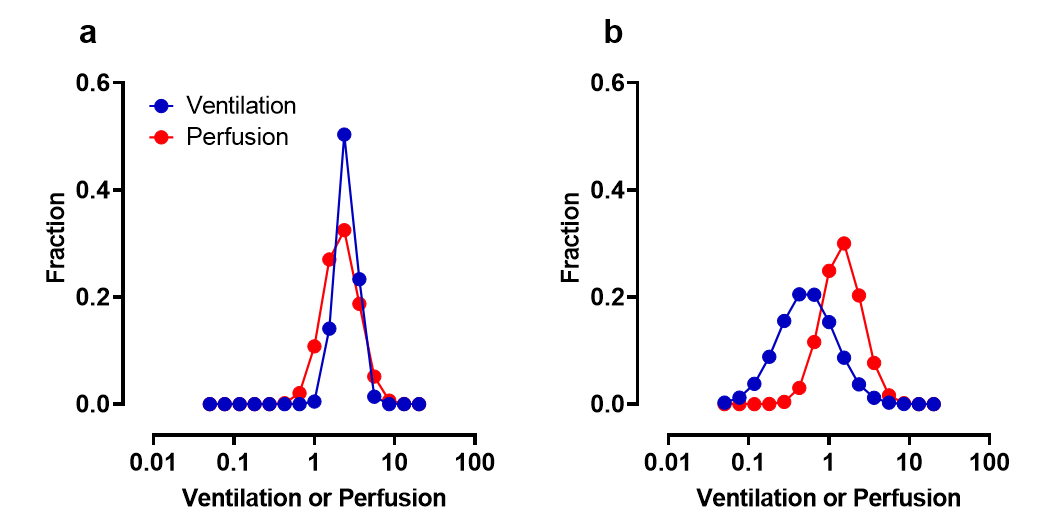 a
0.6
0.4
0.2
0.0
Fraction
Ventilation
Perfusion
0.01 0.1 1 10 100
Ventilation or Perfusion
b
0.6
0.4
0.2
0.0
Fraction
0.01 0.1 1 10 100
Ventilation or Perfusion